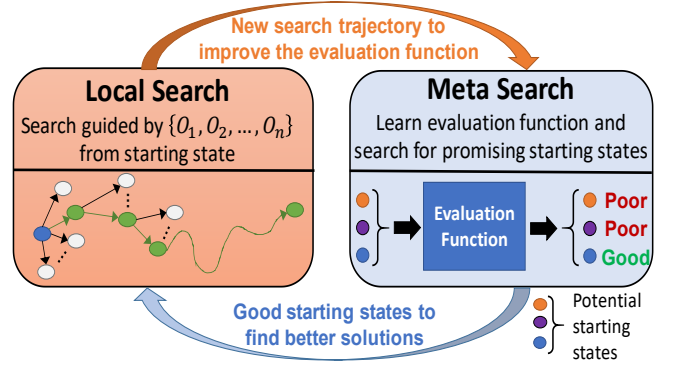 New search trajectory to
improve the evaluation function
Local Search
Search guided by {O₁, O₂, ..., Oₙ}
from starting state
Meta Search
Learn evaluation function and
search for promising starting states
Evaluation
Function
Poor
Poor
Good
Good starting states to
find better solutions
Potential
starting
states